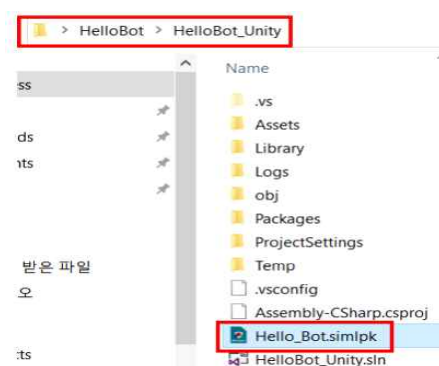 > HelloBot > HelloBot_Unity
Name
ss
.vs
Assets
ds
Library
nts
Logs
obj
Packages
ProjectSettings
받은 파일
Temp
오
.vsconfig
Assembly-CSharp.csproj
Hello_Bot.simlpk
:ts
HelloBot_Unity.sln